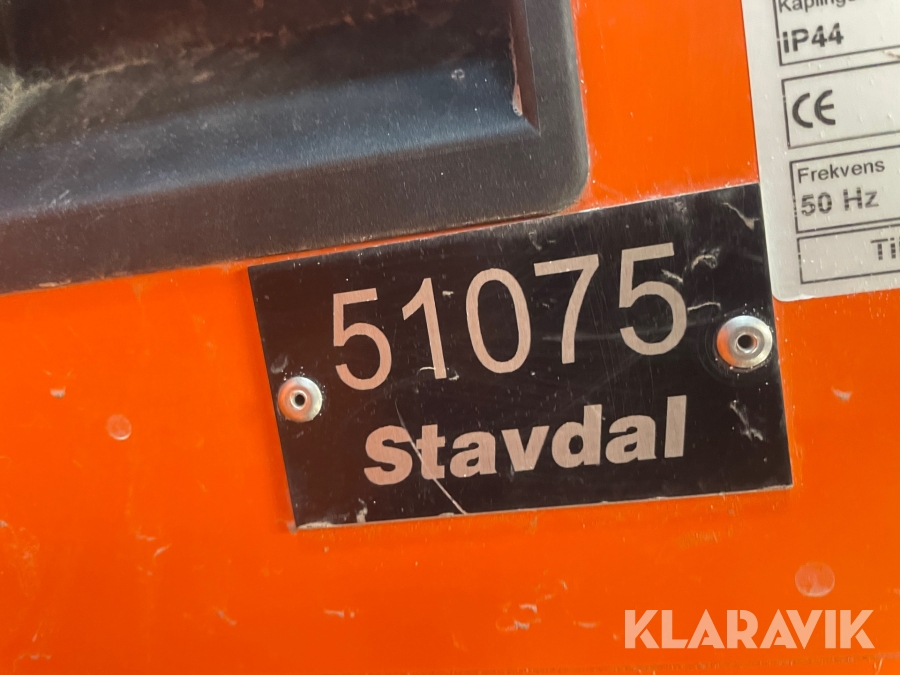 iP44
CE
Frekvens
50 Hz
51075
Stavdal
KLARAVIK